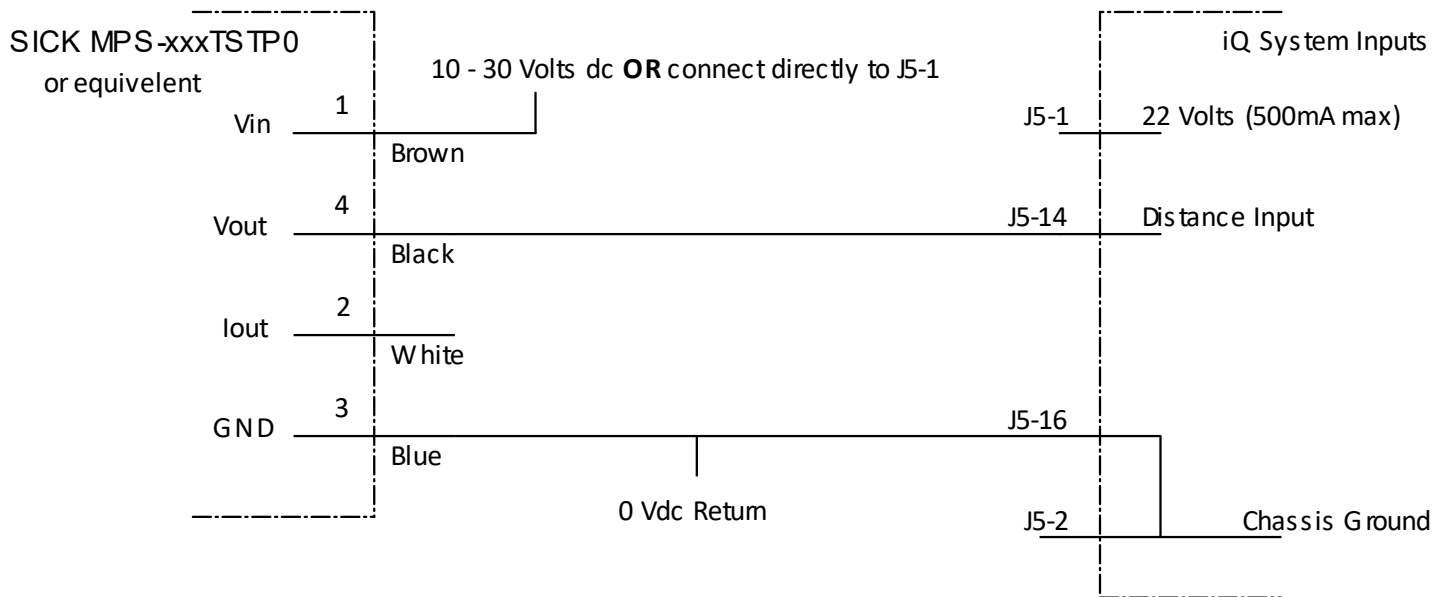 SICK MPS-xxxTSTP0
or equivelent
iQ System Inputs
10 - 30 Volts dc OR connect directly to J5-1
Vin
1
Brown
J5-1
22 Volts (500mA max)
Vout
4
Black
J5-14
Distance Input
Iout
2
White
GND
3
Blue
J5-16
0 Vdc Return
J5-2
Chassis Ground